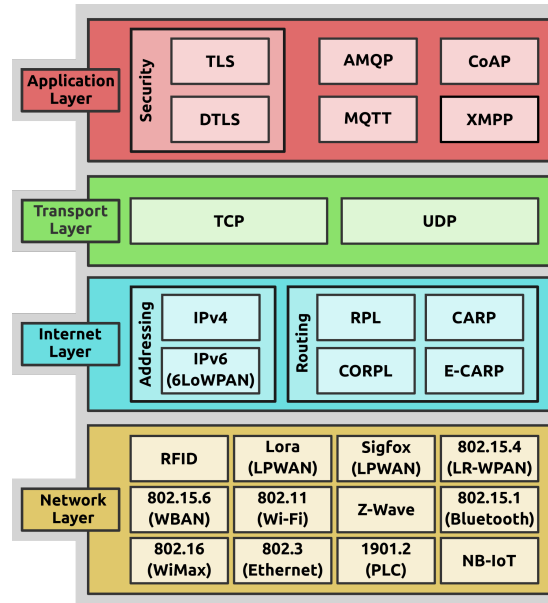 Application
Layer
Security
TLS
DTLS
AMQP
CoAP
MQTT
XMPP
Transport
Layer
TCP
UDP
Internet
Layer
Addressing
IPv4
IPv6
(6LoWPAN)
Routing
RPL
CARP
CORPL
E-CARP
Network
Layer
RFID
Lora
(LPWAN)
Sigfox
(LPWAN)
802.15.4
(LR-WPAN)
802.15.6
(WBAN)
802.11
(Wi-Fi)
Z-Wave
802.15.1
(Bluetooth)
802.16
(WiMax)
802.3
(Ethernet)
1901.2
(PLC)
NB-IoT